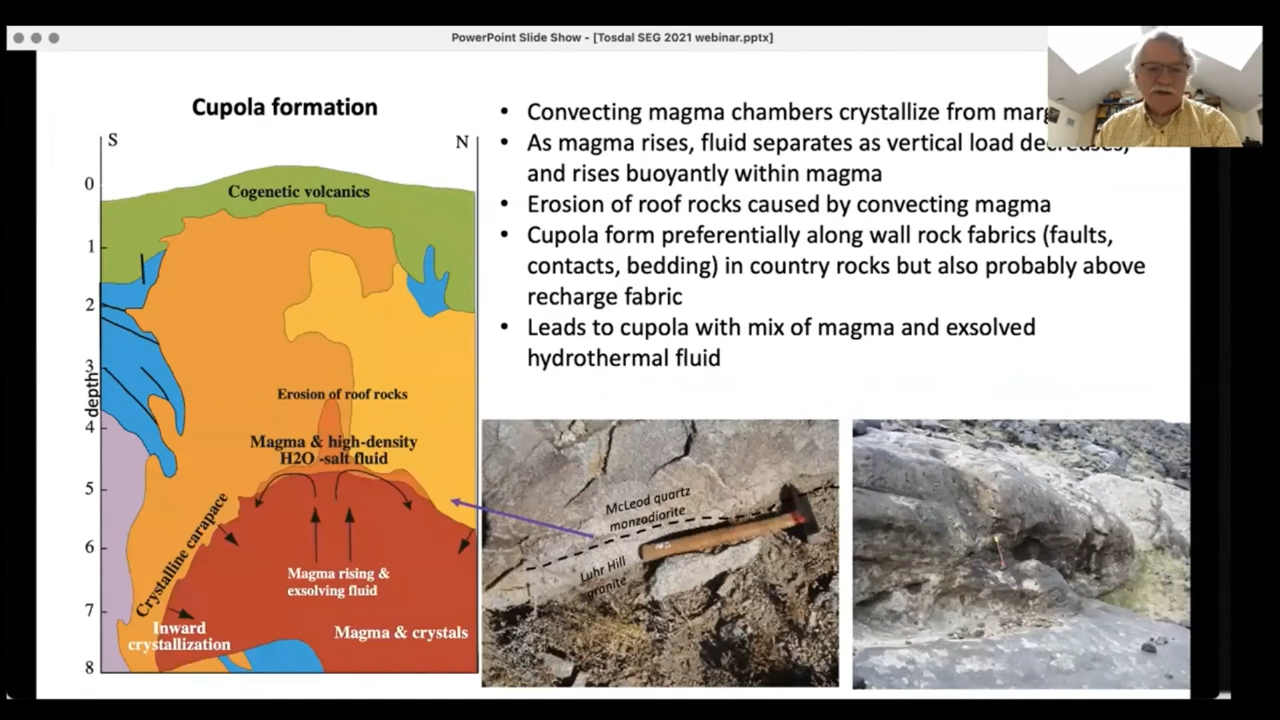 PowerPoint Slide Show - [Tosdal SEG 2021 webinar.pptx]
Cupola formation
S
N
0
1
2
3
4
5
6
7
8
depth
Cogenetic volcanics
Erosion of roof rocks
Magma & high-density
H2O -salt fluid
Crystalline carapace
Magma rising &
exsolving fluid
Inward
crystallization
Magma & crystals
• Convecting magma chambers crystallize from
• As magma rises, fluid separates as vertical load decreases,
and rises buoyantly within magma
• Erosion of roof rocks caused by convecting magma
• Cupola form preferentially along wall rock fabrics (faults,
contacts, bedding) in country rocks but also probably above
recharge fabric
• Leads to cupola with mix of magma and exsolved
hydrothermal fluid
McLeod quartz
monzodiorite
Luhr Hill
granite